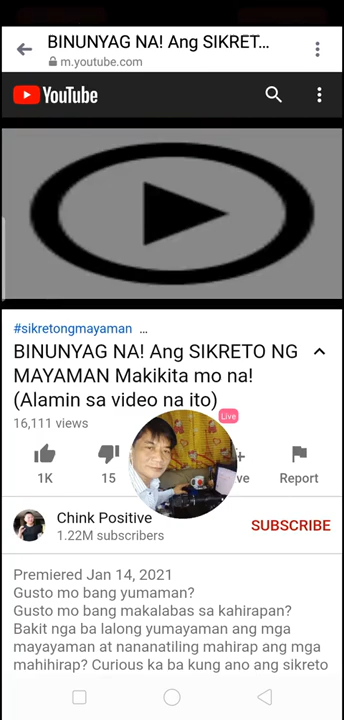 BINUNYAG NA! Ang SIKRET...
m.youtube.com
YouTube
#sikretongmayaman ...
BINUNYAG NA! Ang SIKRETO NG
MAYAMAN Makikita mo na!
(Alamin sa video na ito)
Live
16,111 views
1K
15
ve
Report
Chink Positive
1.22M subscribers
SUBSCRIBE
Premiered Jan 14, 2021
Gusto mo bang yumaman?
Gusto mo bang makalabas sa kahirapan?
Bakit nga ba lalong yumayaman ang mga
mayayaman at nananatiling mahirap ang mga
mahihirap? Curious ka ba kung ano ang sikreto